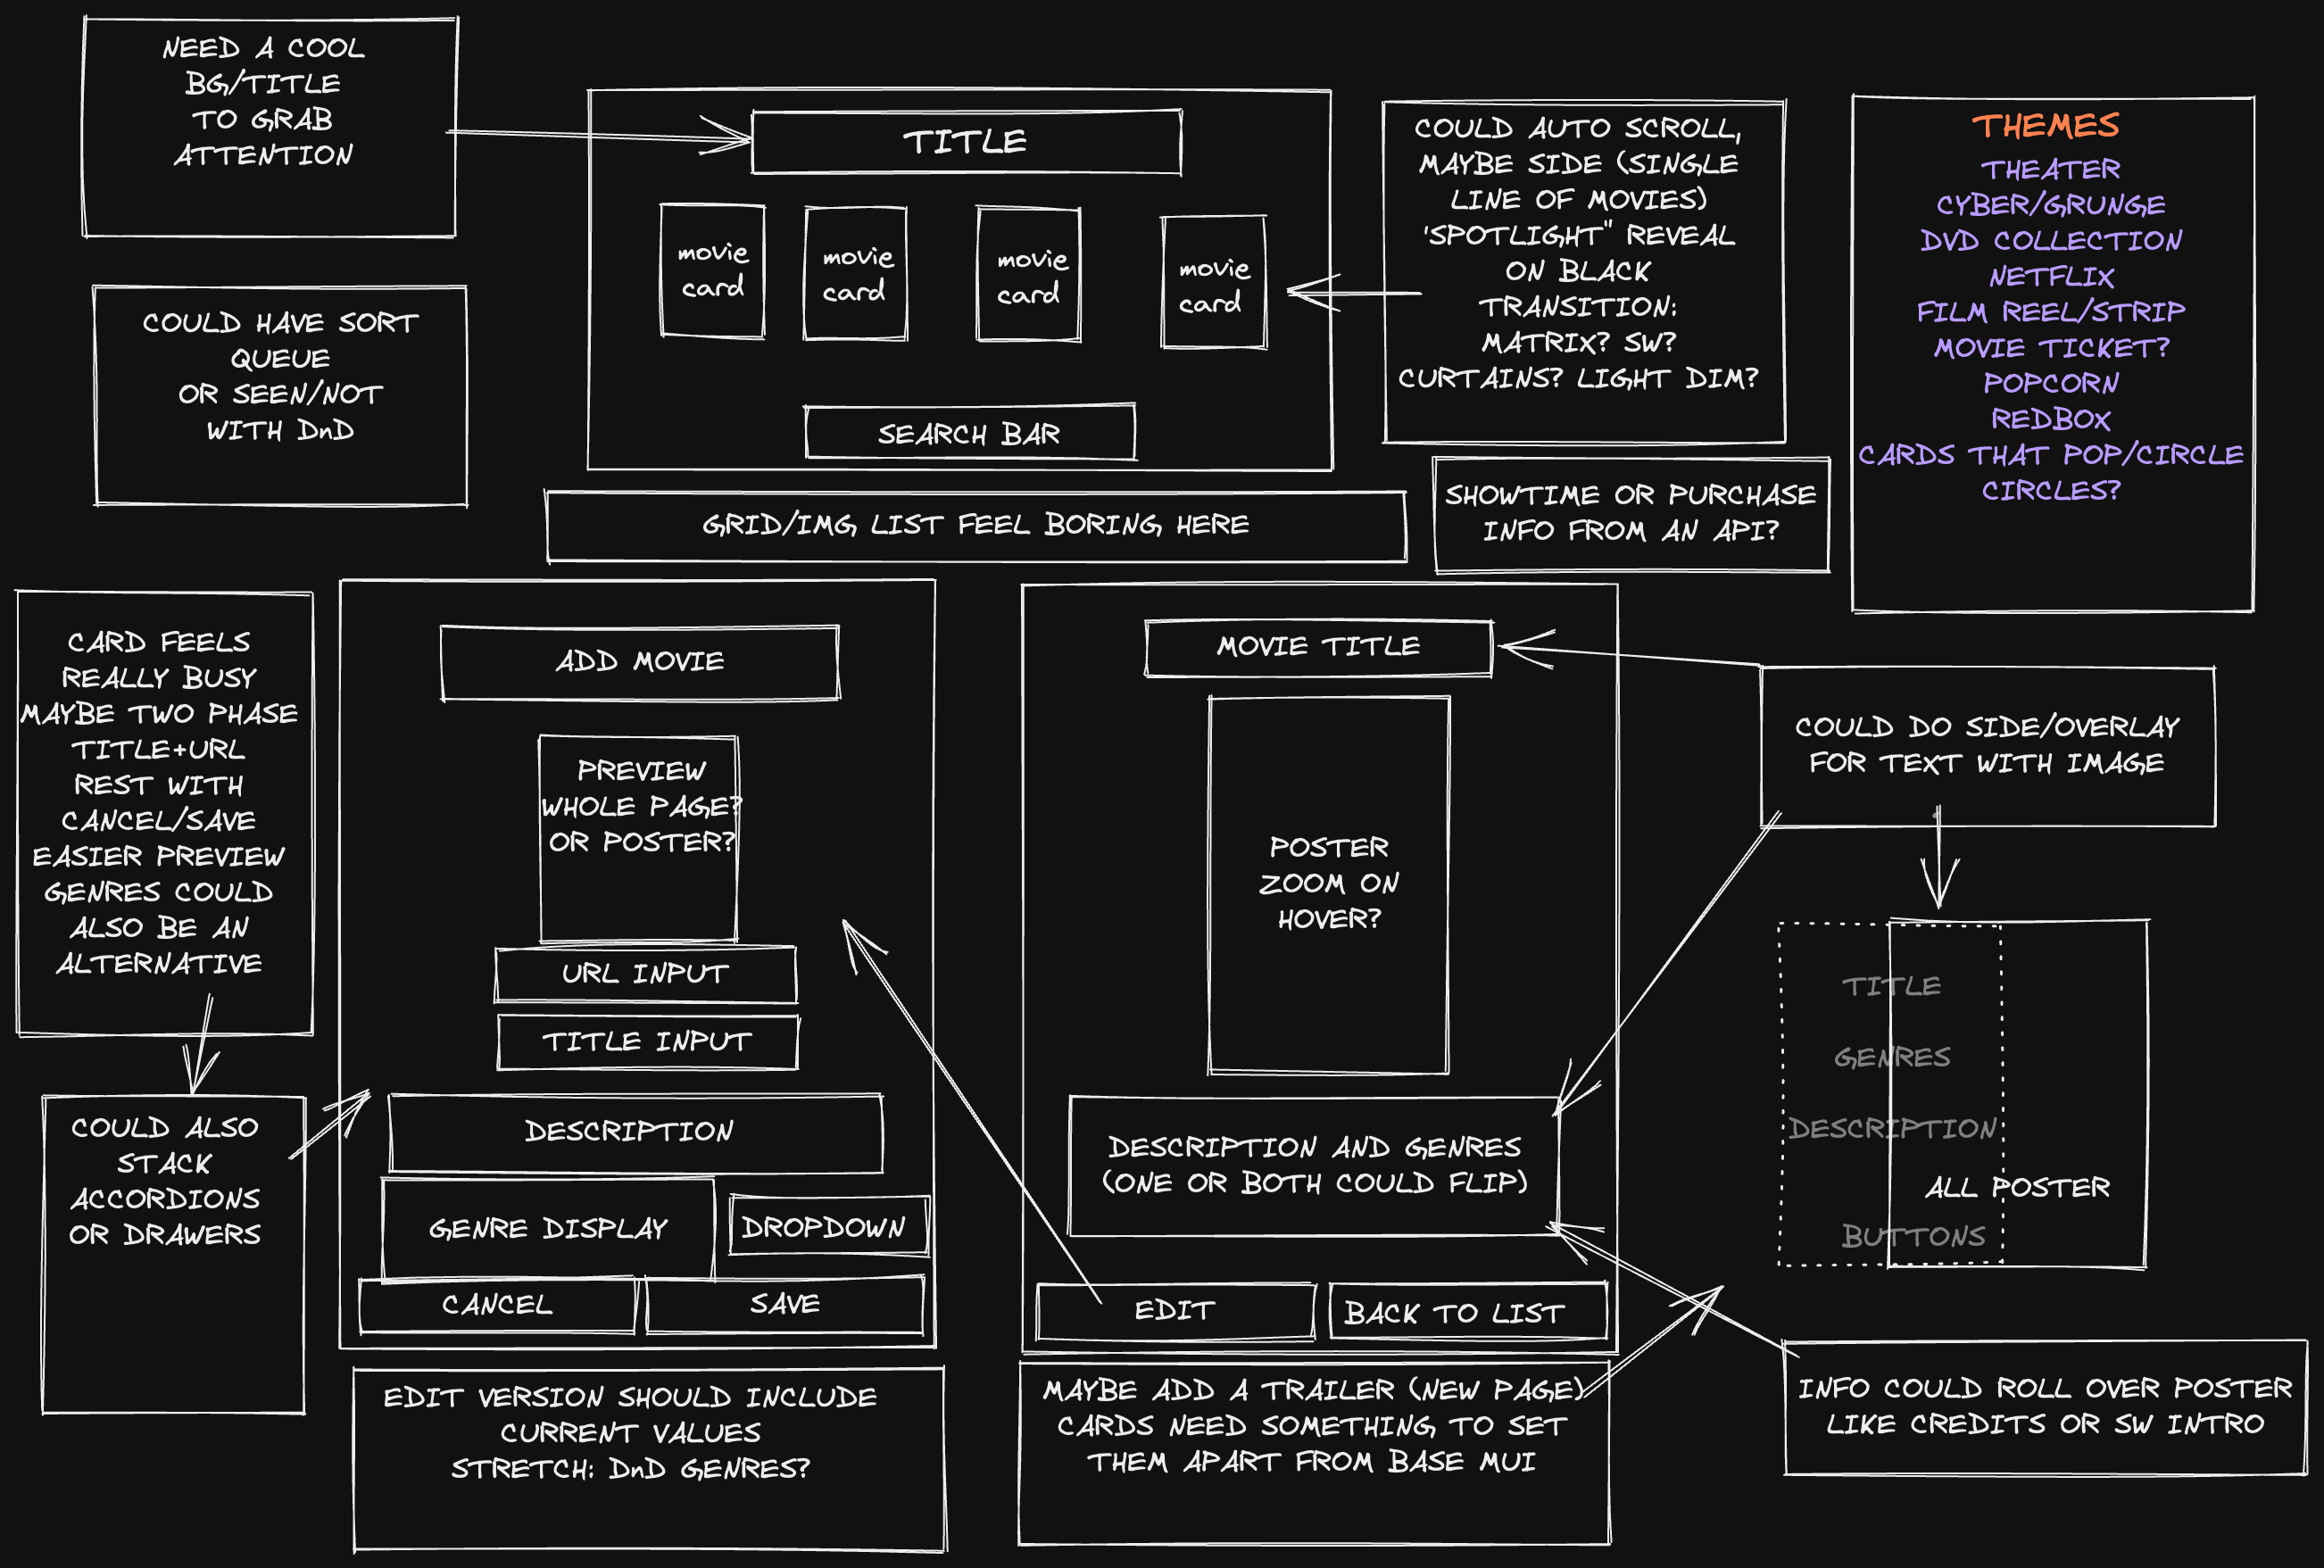 NEED A COOL
BG/TITLE
TO GRAB
ATTENTION
TITLE
movie
card
movie
card
movie
card
movie
card
SEARCH BAR
COULD AUTO SCROLL,
MAYBE SIDE (SINGLE
LINE OF MOVIES)
'SPOTLIGHT" REVEAL
ON BLACK
TRANSITION:
MATRIX? SW?
CURTAINS? LIGHT DIM?
THEMES
THEATER
CYBER/GRUNGE
DVD COLLECTION
NETFLIX
FILM REEL/STRIP
MOVIE TICKET?
POPCORN
REDBOX
CARDS THAT POP/CIRCLE
CIRCLES?
COULD HAVE SORT
QUEUE
OR SEEN/NOT
WITH DnD
GRID/IMG LIST FEEL BORING HERE
SHOWTIME OR PURCHASE
INFO FROM AN API?
CARD FEELS
REALLY BUSY
MAYBE TWO PHASE
TITLE+URL
REST WITH
CANCEL/SAVE
EASIER PREVIEW
GENRES COULD
ALSO BE AN
ALTERNATIVE
COULD ALSO
STACK
ACCORDIONS
OR DRAWERS
ADD MOVIE
PREVIEW
WHOLE PAGE?
OR POSTER?
URL INPUT
TITLE INPUT
DESCRIPTION
GENRE DISPLAY
DROPDOWN
CANCEL
SAVE
EDIT VERSION SHOULD INCLUDE
CURRENT VALUES
STRETCH: DnD GENRES?
MOVIE TITLE
POSTER
ZOOM ON
HOVER?
DESCRIPTION AND GENRES
(ONE OR BOTH COULD FLIP)
EDIT
BACK TO LIST
MAYBE ADD A TRAILER (NEW PAGE)
CARDS NEED SOMETHING TO SET
THEM APART FROM BASE MUI
COULD DO SIDE/OVERLAY
FOR TEXT WITH IMAGE
TITLE
GENRES
DESCRIPTION
ALL POSTER
BUTTONS
INFO COULD ROLL OVER POSTER
LIKE CREDITS OR SW INTRO